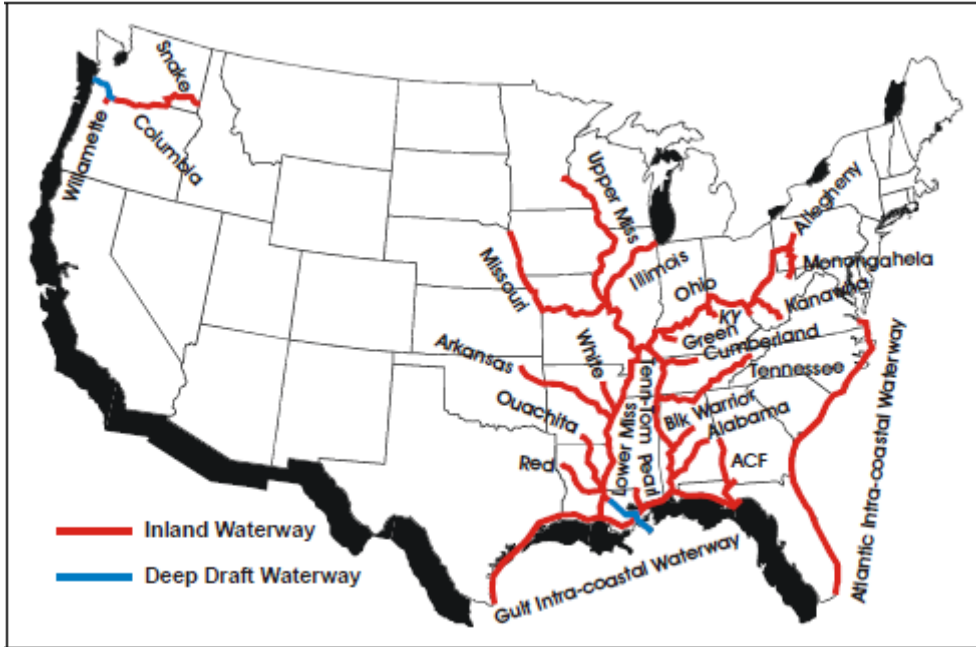 Snake
Willamette
Columbia
Upper Miss
Missouri
Illimois
Ohio
Allegheny
Monongahela
Kanawha
KY
Green
Cumberland
Tennessee
Arkansas
White
Ouachita
Red
Lower Miss
Tenn-Tom
Pearl
Blk Warrior
Alabama
ACF
Atlantic Intra-coastal Waterway
Gulf Intra-coastal Waterway
Inland Waterway
Deep Draft Waterway